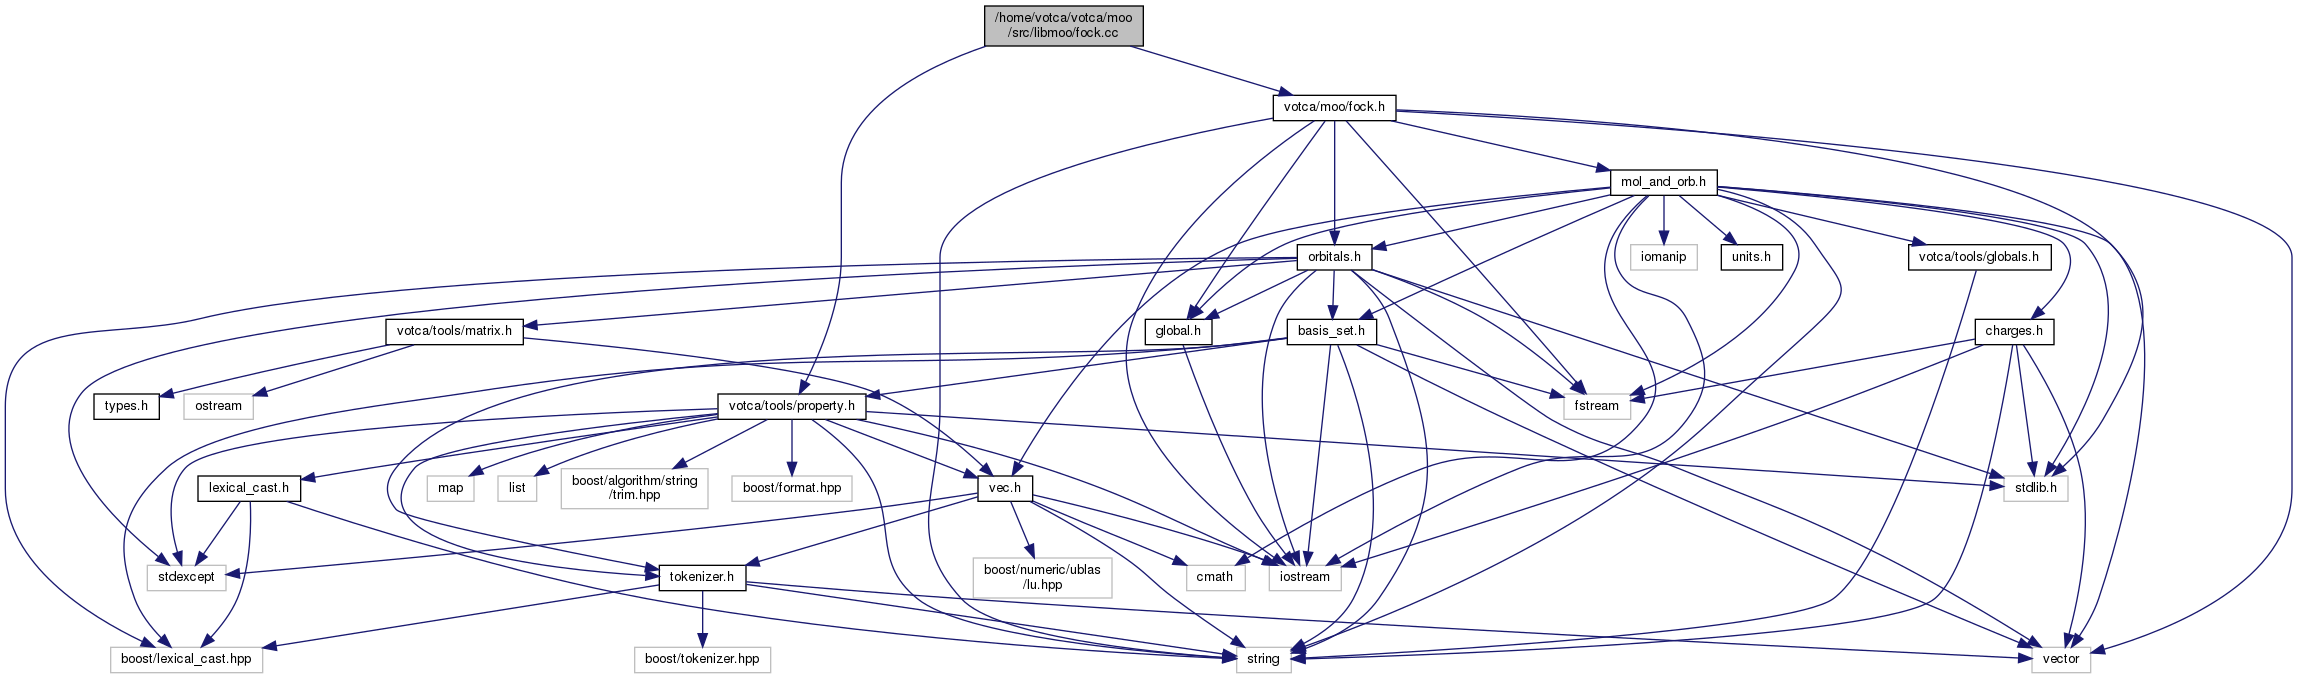 /home/votca/votca/moo
/src/libmoo/fock.cc
votca/moo/fock.h
mol_and_orb.h
orbitals.h
iomanip
units.h
votca/tools/globals.h
votca/tools/matrix.h
global.h
basis_set.h
charges.h
types.h
ostream
votca/tools/property.h
fstream
lexical_cast.h
map
list
boost/algorithm/string
/trim.hpp
boost/format.hpp
vec.h
stdlib.h
stdexcept
tokenizer.h
boost/numeric/ublas
/lu.hpp
cmath
iostream
boost/lexical_cast.hpp
boost/tokenizer.hpp
string
vector